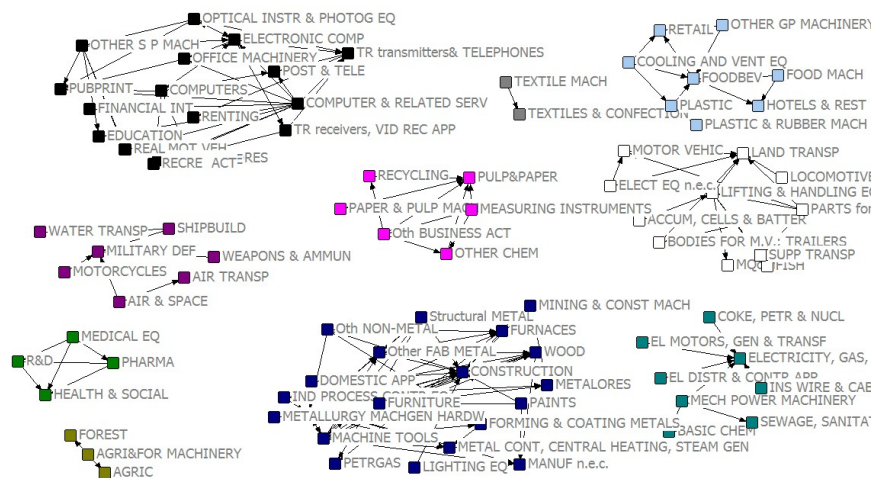 OPTICAL INSTR & PHOTOG EQ
OTHER S P MACH
ELECTRONIC COMP
OFFICE MACHINERY
TR transmitters& TELEPHONES
POST & TELE
PUBPRINT
COMPUTERS
COMPUTER & RELATED SERV
FINANCIAL INT
RENTING
EDUCATION
TR receivers, VID REC APP
REAL
MOT VEH
RECRE ACT
TEXTILE MACH
TEXTILES & CONFECTION
RETAIL
OTHER GP MACHINERY
COOLING AND VENT EQ
FOODBEV
FOOD MACH
PLASTIC
HOTELS & REST
PLASTIC & RUBBER MACH
MOTOR VEHIC
LAND TRANSP
LOCOMOTIVE
ELECT EQ n.e.c.
LIFTING & HANDLING EQ
PARTS for
ACCUM, CELLS & BATTER
BODIES FOR M.V.: TRAILERS
SUPP TRANSP
FISH
RECYCLING
PULP&PAPER
PAPER & PULP MAC
MEASURING INSTRUMENTS
Oth BUSINESS ACT
OTHER CHEM
WATER TRANSP
SHIPBUILD
MILITARY DEF
WEAPONS & AMMUN
MOTORCYCLES
AIR TRANSP
AIR & SPACE
MEDICAL EQ
R&D
PHARMA
HEALTH & SOCIAL
FOREST
AGRI&FOR MACHINERY
AGRIC
MINING & CONST MACH
Structural METAL
Oth NON-METAL
FURNACES
Other FAB METAL
WOOD
CONSTRUCTION
DOMESTIC APP
METALORES
IND PROCESS
FURNITURE
PAINTS
METALLURGY MACH
GEN HARDW
FORMING & COATING METALS
MACHINE TOOLS
METAL CONT, CENTRAL HEATING, STEAM GEN
PETRGAS
LIGHTING EQ
MANUF n.e.c.
COKE, PETR & NUCL
EL MOTORS, GEN & TRANSF
ELECTRICITY, GAS,
EL DISTR & CONTR APP
INS WIRE & CAE
MECH POWER MACHINERY
BASIC CHEM
SEWAGE, SANITAT